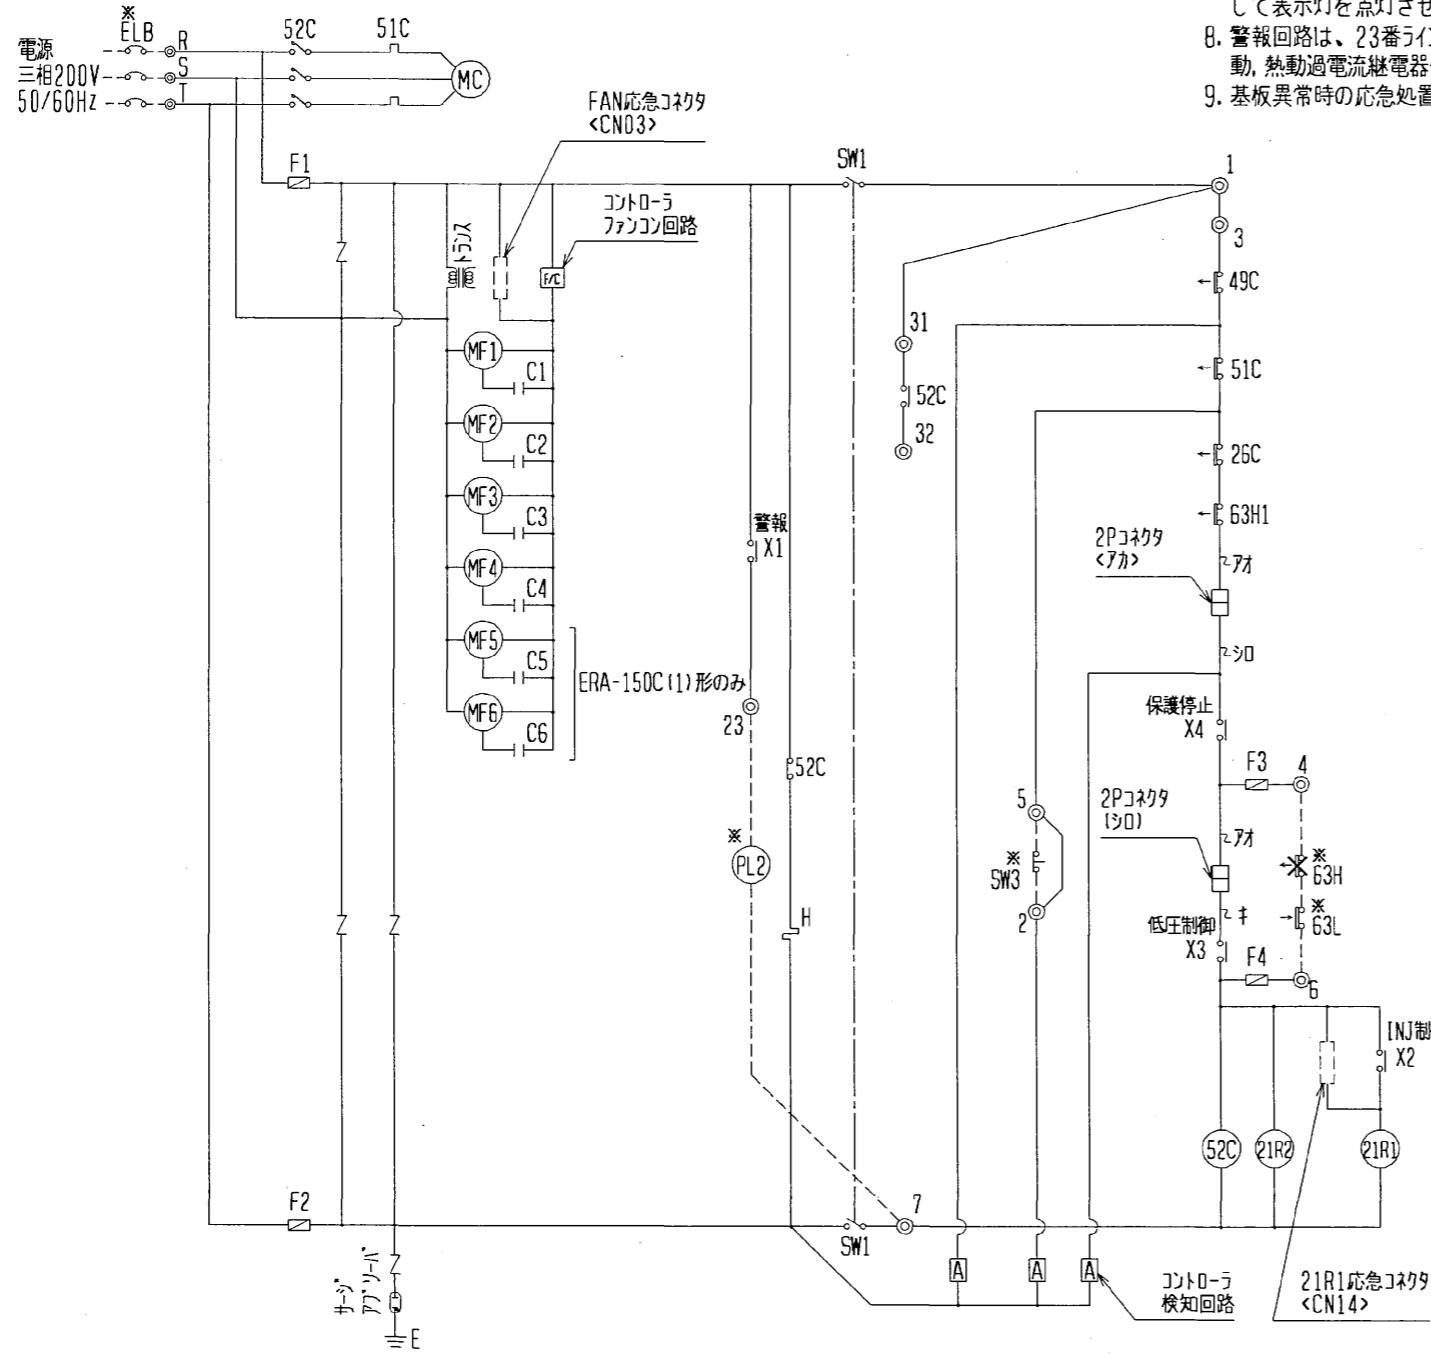 して表示灯を点灯させ
8. 警報回路は、23番ライン
動, 熱動過電流継電器
9. 基板異常時の応急処置
※
ELB
電源
三相200V
50/60Hz
R
S
T
52C
51C
MC
FAN応急コネクタ
<CN03>
F1
SW1
1
コントローラ
ファンコン回路
トランス
F/C
3
49C
31
MF1
C1
51C
52C
32
MF2
C2
26C
MF3
C3
63H1
警報
X1
2Pコネクタ
<アカ>
アオ
MF4
C4
MF5
C5
シロ
ERA-150C(1)形のみ
MF6
C6
23
保護停止
X4
52C
F3
4
5
2Pコネクタ
(シロ)
アオ
※
PL2
※
SW3
※
63H
2
H
キ
※
63L
低圧制御
X3
F4
6
INJ制
X2
52C
21R2
21R1
F2
7
SW1
サージ
アブソーバ
A
A
A
コントローラ
検知回路
21R1応急コネクタ
<CN14>
E